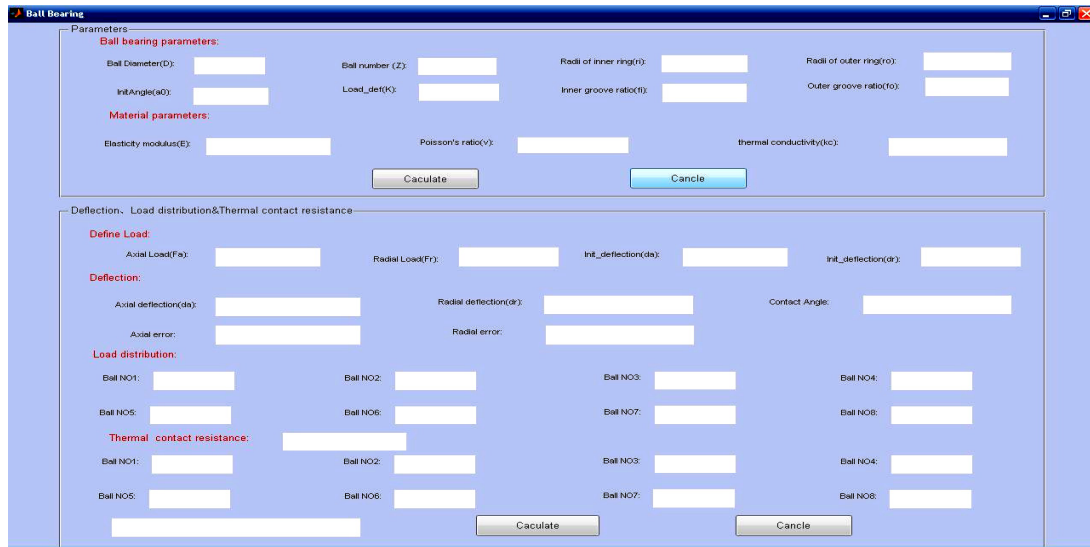 Ball Bearing
Parameters
Ball bearing parameters:
Ball Diameter(D): Ball number (Z): Radii of inner ring(ri): Radii of outer ring(ro):
InitAngle(a0): Load_def(K): Inner groove ratio(fi): Outer groove ratio(fo):
Material parameters:
Elasticity modulus(E): Poisson's ratio(v): thermal conductivity(kc):
Caculate Cancle
Deflection、Load distribution&Thermal contact resistance
Define Load:
Axial Load(Fa): Radial Load(Fr): Init_deflection(da): Init_deflection(dr):
Deflection:
Axial deflection(da): Radial deflection(dr): Contact Angle:
Axial error: Radial error:
Load distribution:
Ball NO1: Ball NO2: Ball NO3: Ball NO4:
Ball NO5: Ball NO6: Ball NO7: Ball NO8:
Thermal contact resistance:
Ball NO1: Ball NO2: Ball NO3: Ball NO4:
Ball NO5: Ball NO6: Ball NO7: Ball NO8:
Caculate Cancle